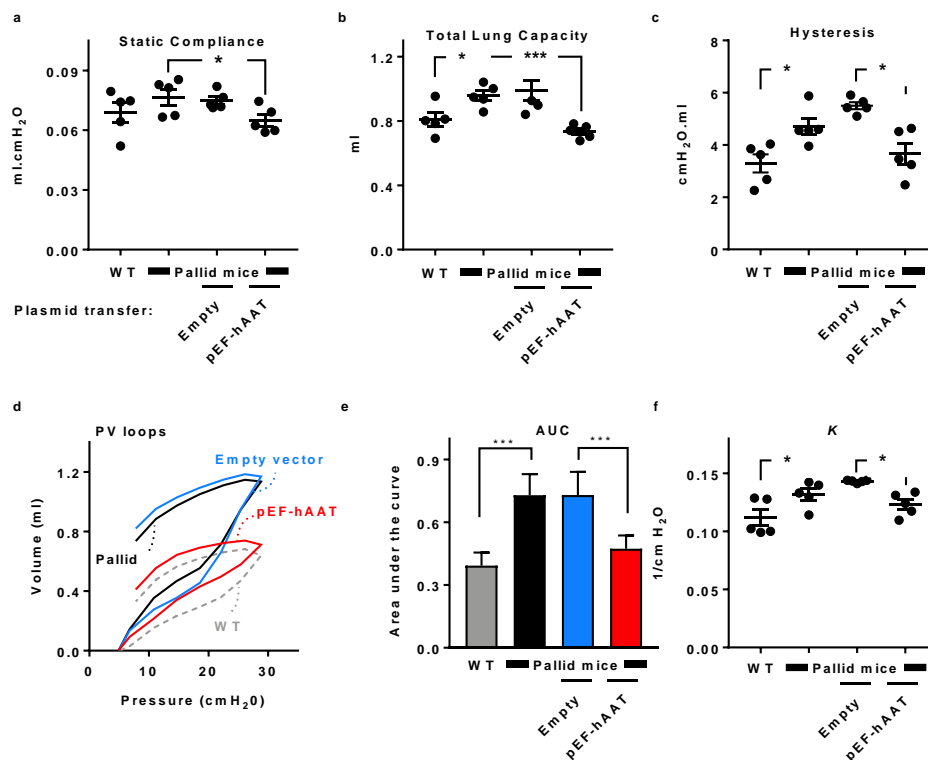 a
Static Compliance
*
0.09
0.06
0.03
0.00
ml.cmH2O
WT
Pallid mice
Plasmid transfer:
Empty
pEF-hAAT
b
Total Lung Capacity
*
***
1.2
0.8
0.4
0.0
ml
WT
Pallid mice
Empty
pEF-hAAT
c
Hysteresis
*
*
8
6
4
2
0
cmH2O.ml
WT
Pallid mice
Empty
pEF-hAAT
d
PV loops
Empty vector
pEF-hAAT
Pallid
WT
1.2
0.8
0.4
0.0
Volume (ml)
0
10
20
30
Pressure (cmH20)
e
AUC
***
***
0.9
0.6
0.3
0.0
Area under the curve
WT
Pallid mice
Empty
pEF-hAAT
f
K
*
*
0.15
0.10
0.05
0.00
1/cm H2O
WT
Pallid mice
Empty
pEF-hAAT